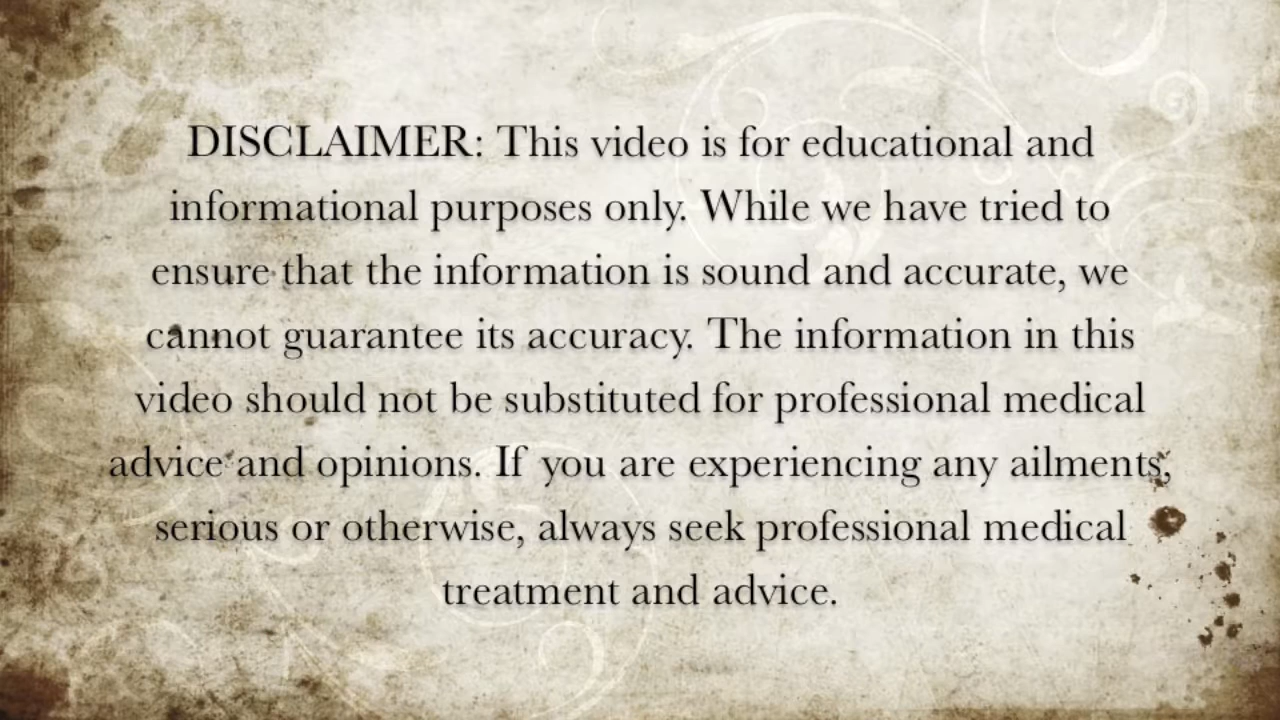 DISCLAIMER: This video is for educational and
informational purposes only. While we have tried to
ensure that the information is sound and accurate, we
cannot guarantee its accuracy. The information in this
video should not be substituted for professional medical
advice and opinions. If you are experiencing any ailments,
serious or otherwise, always seek professional medical
treatment and advice.